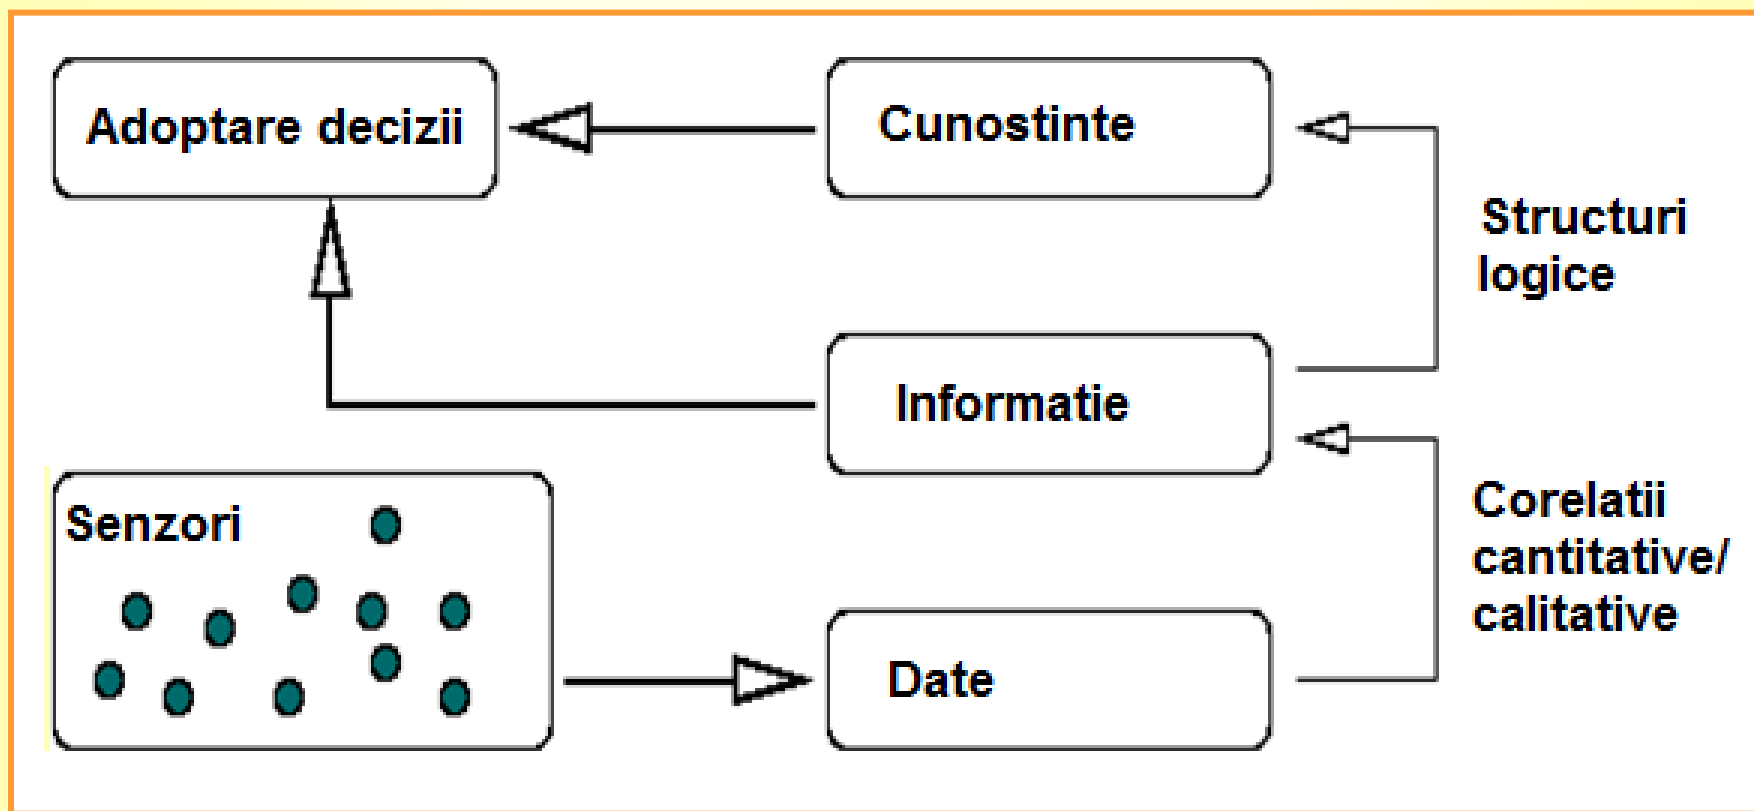 Adoptare decizii
Cunostinte
Structuri
logice
Informatie
Senzori
Corelatii
cantitative/
calitative
Date